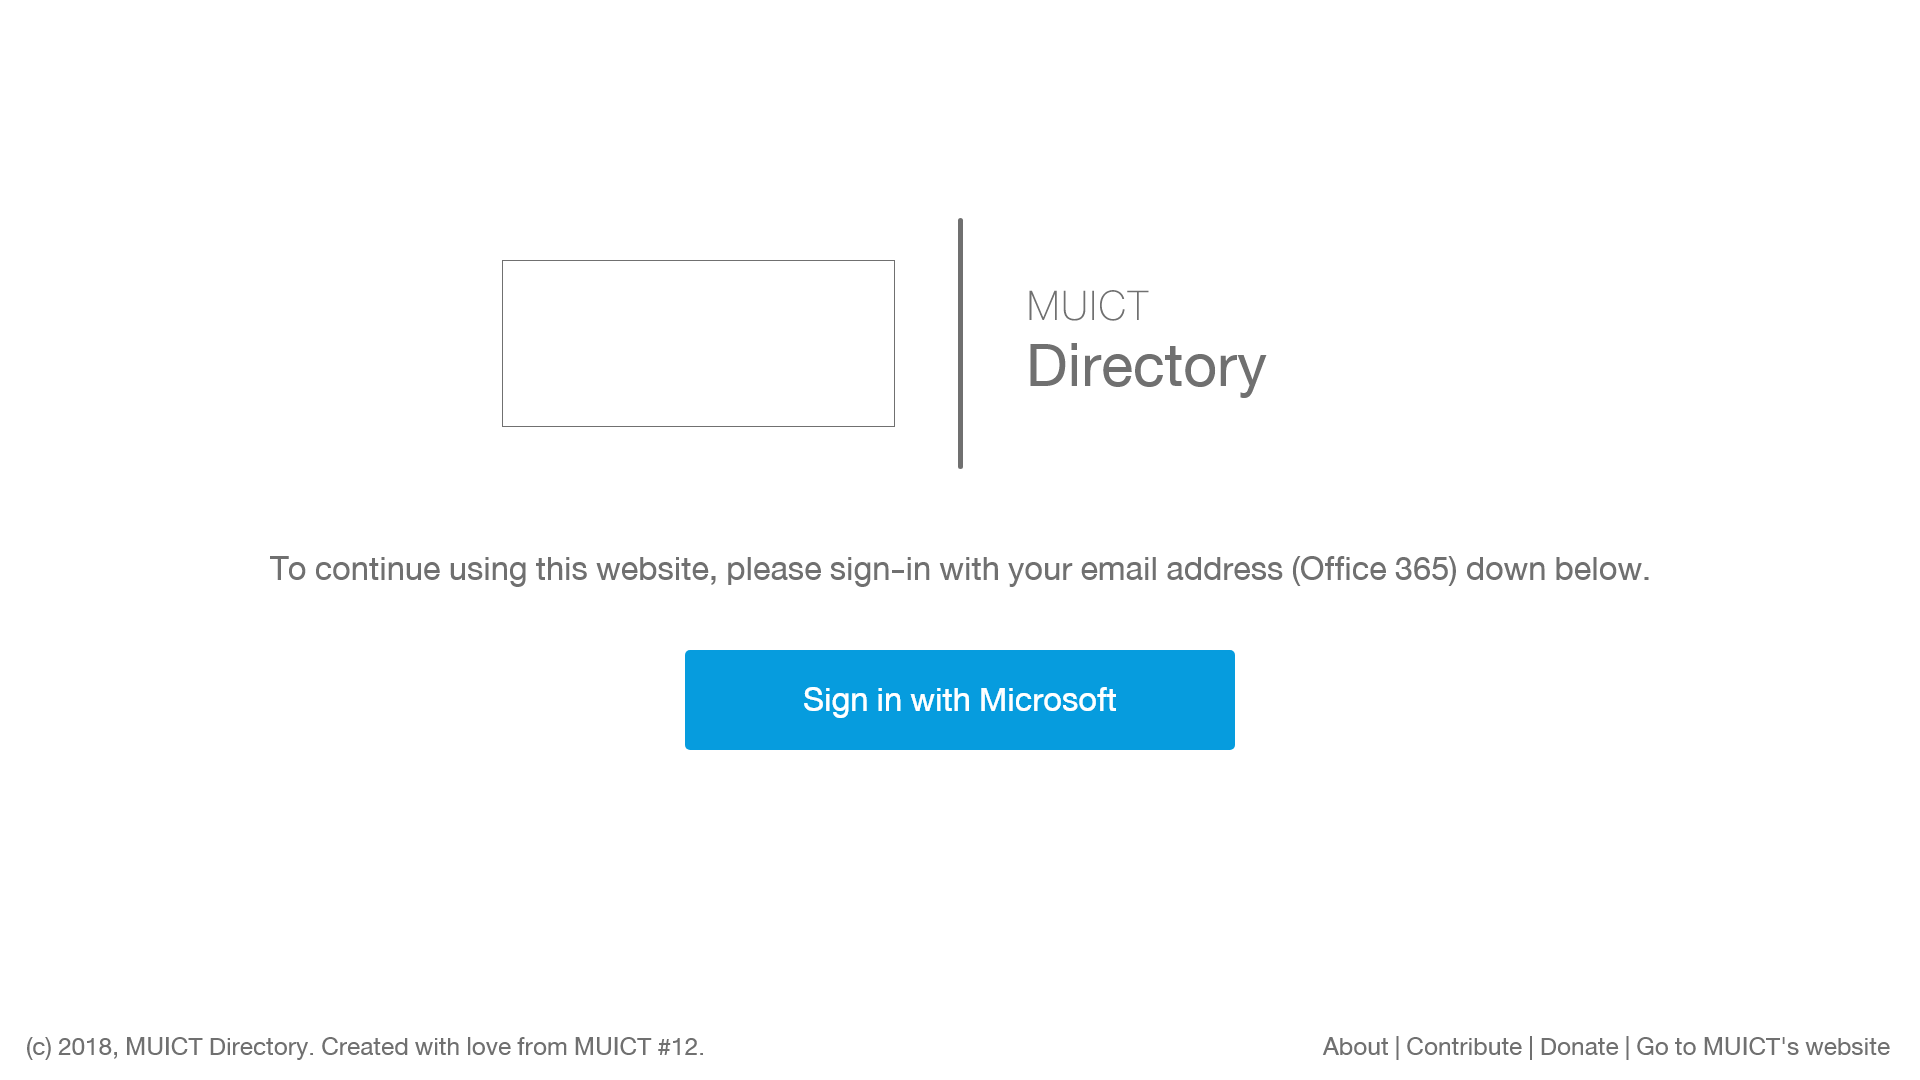 MUICT
Directory
To continue using this website, please sign-in with your email address (Office 365) down below.
Sign in with Microsoft
(c) 2018, MUICT Directory. Created with love from MUICT #12.
About | Contribute | Donate | Go to MUICT's website